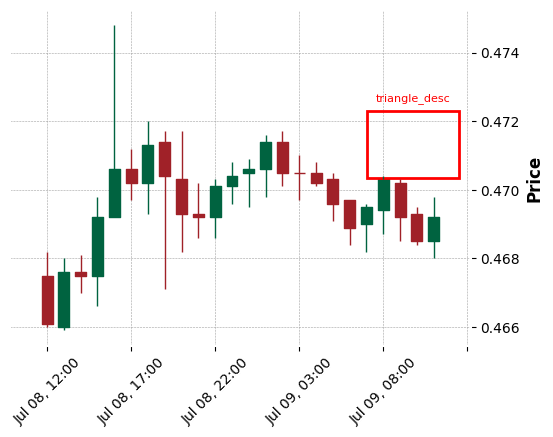 0.474
triangle_desc
0.472
0.470
0.468
0.466
Price
Jul 08, 12:00
Jul 08, 17:00
Jul 08, 22:00
Jul 09, 03:00
Jul 09, 08:00